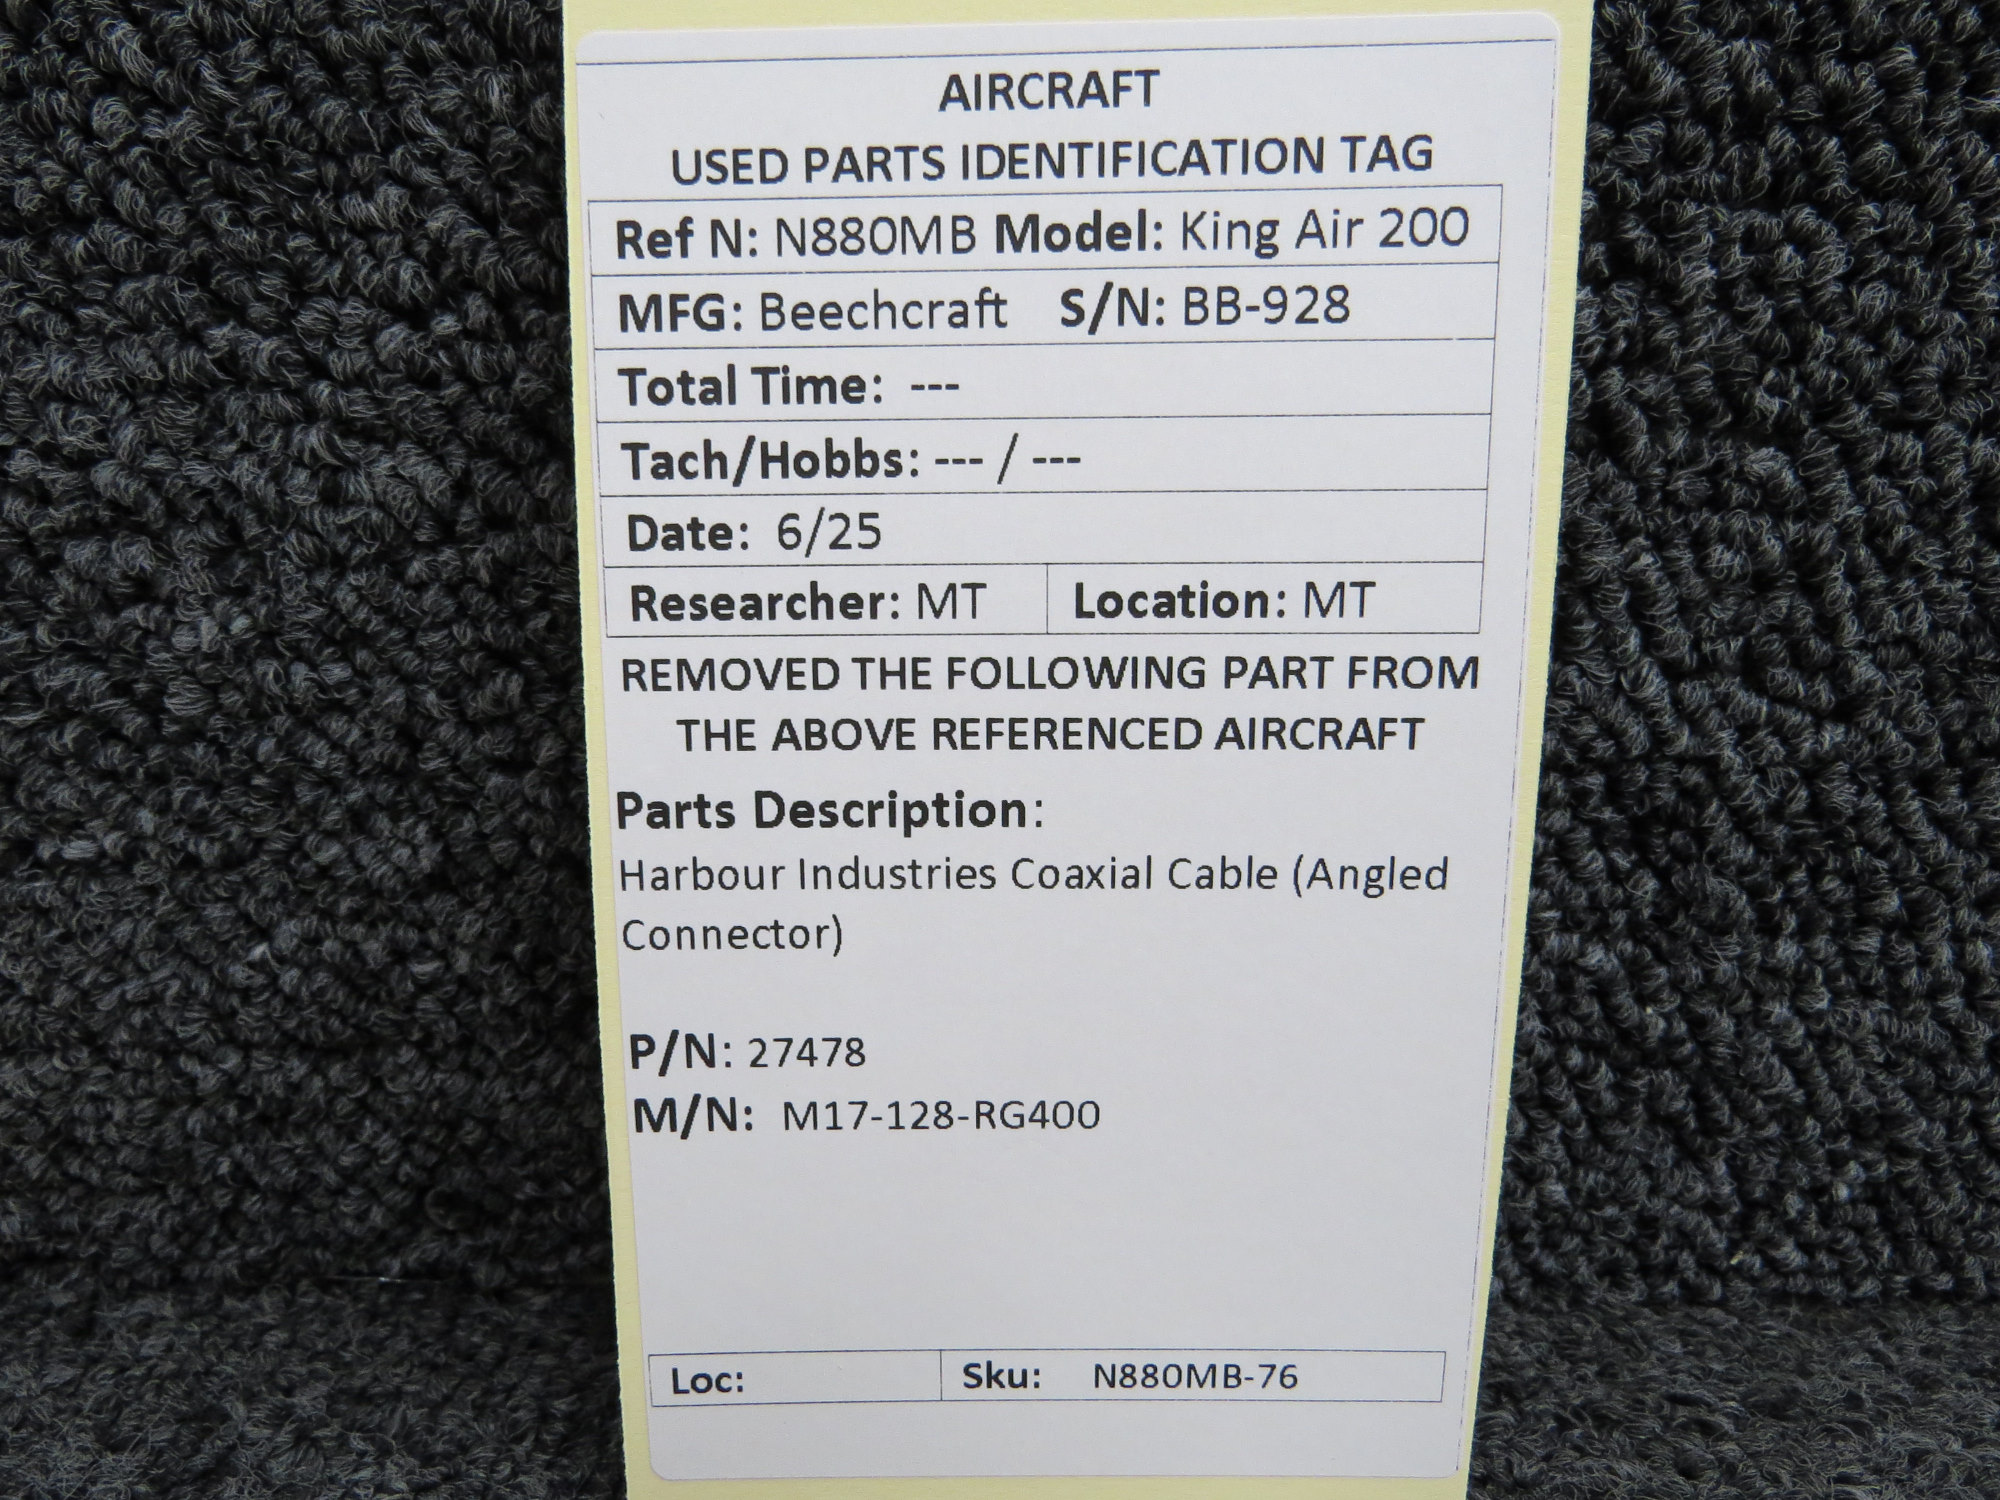 AIRCRAFT
USED PARTS IDENTIFICATION TAG
Ref N: N880MB Model: King Air 200
MFG: Beechcraft S/N: BB-928
Total Time: ---
Tach/Hobbs: --- / ---
Date: 6/25
Researcher: MT Location: MT
REMOVED THE FOLLOWING PART FROM
THE ABOVE REFERENCED AIRCRAFT
Parts Description:
Harbour Industries Coaxial Cable (Angled
Connector)
P/N: 27478
M/N: M17-128-RG400
Loc: Sku: N880MB-76